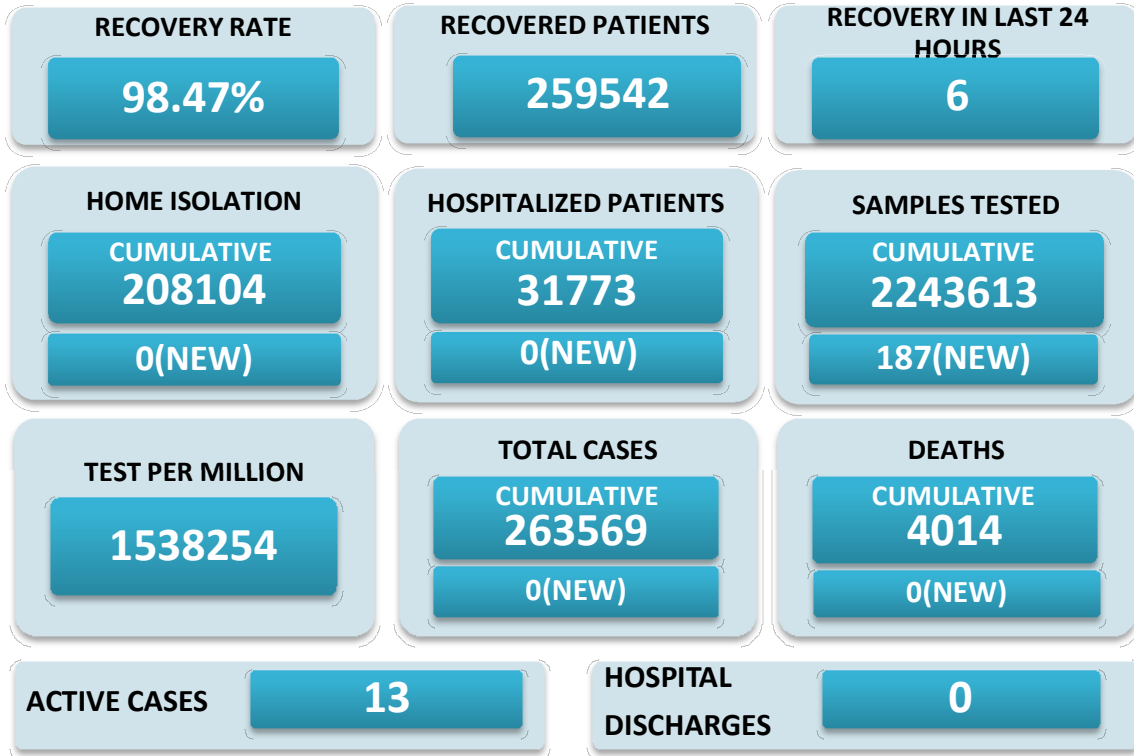 RECOVERY RATE
98.47%
RECOVERED PATIENTS
259542
RECOVERY IN LAST 24
HOURS
6
HOME ISOLATION
CUMULATIVE
208104
0(NEW)
HOSPITALIZED PATIENTS
CUMULATIVE
31773
0(NEW)
SAMPLES TESTED
CUMULATIVE
2243613
187(NEW)
TEST PER MILLION
1538254
TOTAL CASES
CUMULATIVE
263569
0(NEW)
DEATHS
CUMULATIVE
4014
0(NEW)
ACTIVE CASES
13
HOSPITAL
DISCHARGES
0